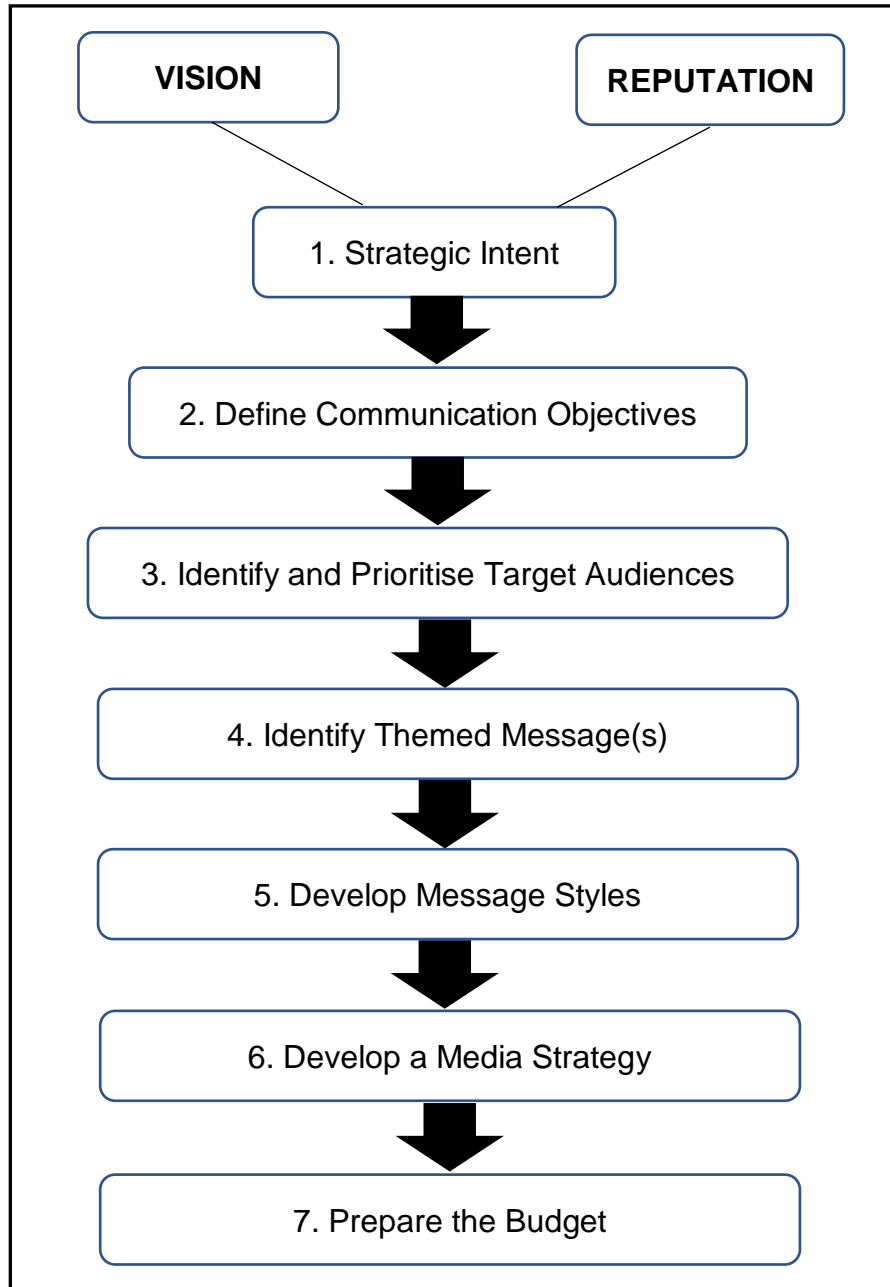 VISION
REPUTATION
1. Strategic Intent
2. Define Communication Objectives
3. Identify and Prioritise Target Audiences
4. Identify Themed Message(s)
5. Develop Message Styles
6. Develop a Media Strategy
7. Prepare the Budget